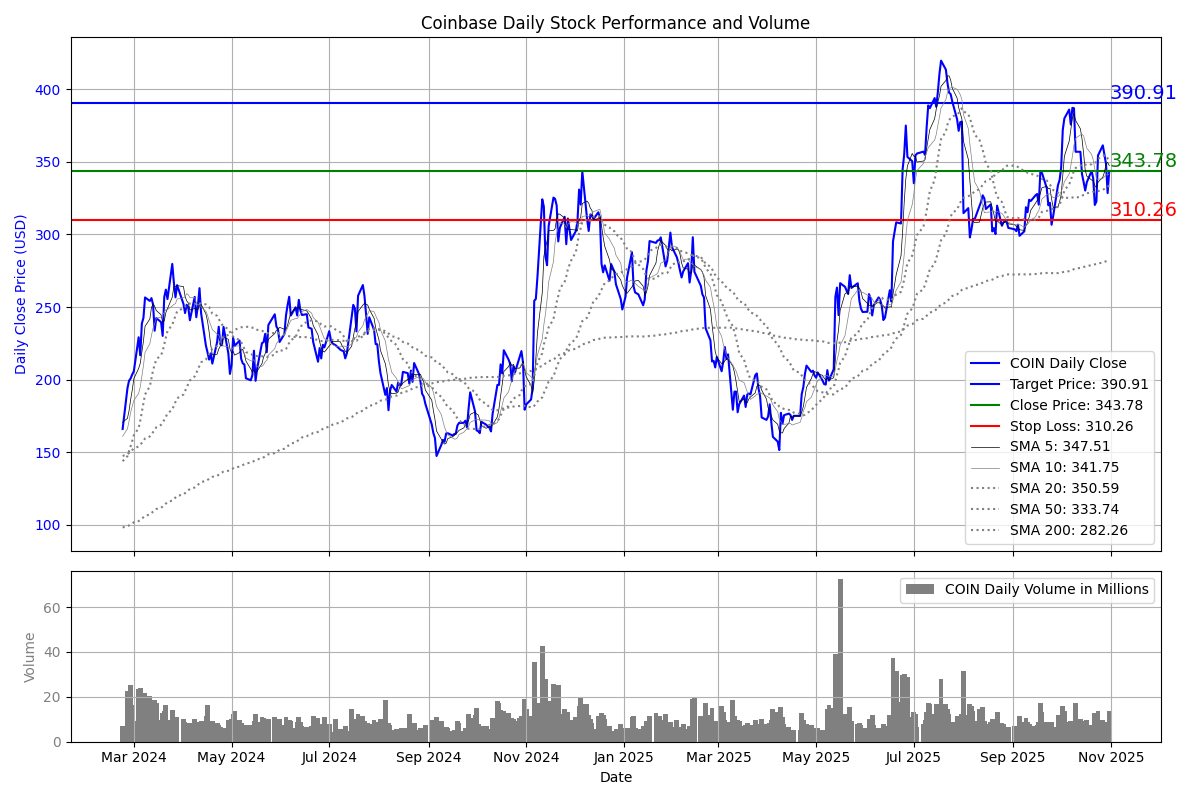 Coinbase Daily Stock Performance and Volume
Daily Close Price (USD)
400
350
300
250
200
150
100
390.91
343.78
310.26
COIN Daily Close
Target Price: 390.91
Close Price: 343.78
Stop Loss: 310.26
SMA 5: 347.51
SMA 10: 341.75
SMA 20: 350.59
SMA 50: 333.74
SMA 200: 282.26
Volume
60
40
20
0
COIN Daily Volume in Millions
Mar 2024
May 2024
Jul 2024
Sep 2024
Nov 2024
Jan 2025
Mar 2025
May 2025
Jul 2025
Sep 2025
Nov 2025
Date